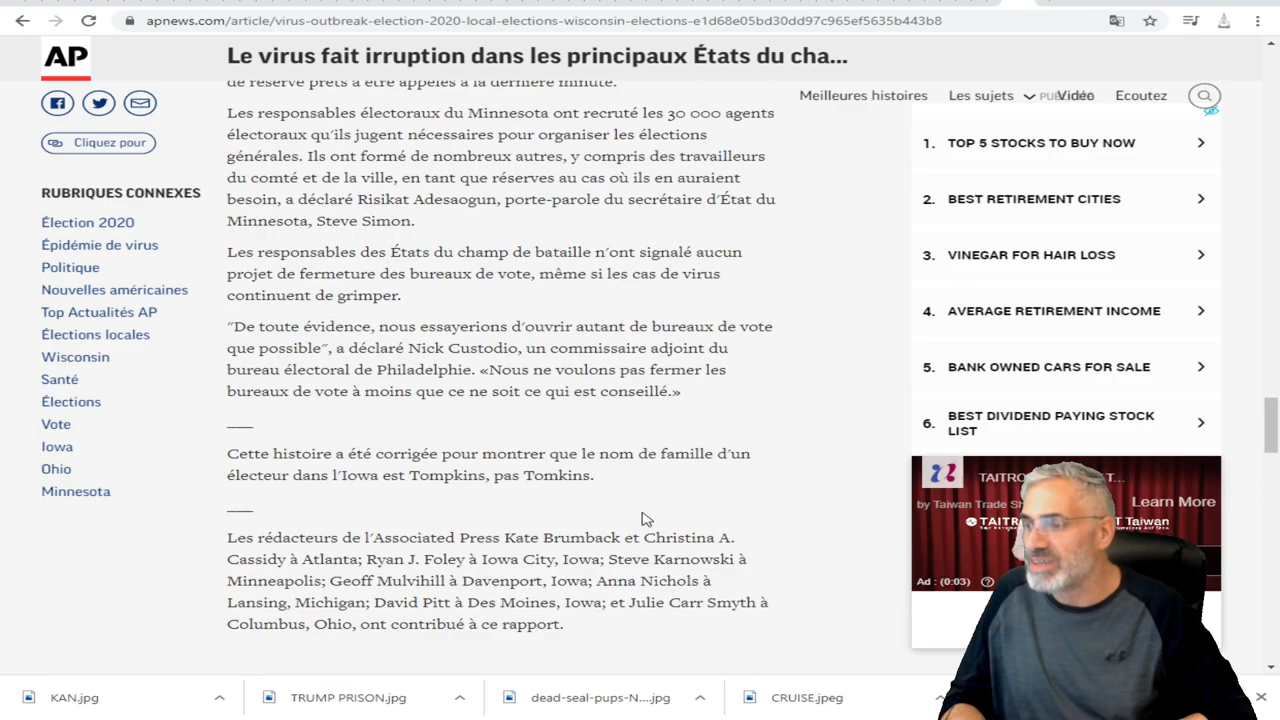 apnews.com/article/virus-outbreak-election-2020-local-elections-wisconsin-elections-e1d68e05bd30dd97c965ef5635b443b8
AP
Le virus fait irruption dans les principaux États du cha...
Meilleures histoires
Les sujets
Vidéo
Ecoutez
Cliquez pour
RUBRIQUES CONNEXES
Élection 2020
Épidémie de virus
Politique
Nouvelles américaines
Top Actualités AP
Élections locales
Wisconsin
Santé
Élections
Vote
Iowa
Ohio
Minnesota
de réserve prêts à être appelés à la dernière minute.
Les responsables électoraux du Minnesota ont recruté les 30 000 agents
électoraux qu'ils jugent nécessaires pour organiser les élections
générales. Ils ont formé de nombreux autres, y compris des travailleurs
du comté et de la ville, en tant que réserves au cas où ils en auraient
besoin, a déclaré Risikat Adesaogun, porte-parole du secrétaire d'État du
Minnesota, Steve Simon.
Les responsables des États du champ de bataille n'ont signalé aucun
projet de fermeture des bureaux de vote, même si les cas de virus
continuent de grimper.
"De toute évidence, nous essayerions d'ouvrir autant de bureaux de vote
que possible", a déclaré Nick Custodio, un commissaire adjoint du
bureau électoral de Philadelphie. «Nous ne voulons pas fermer les
bureaux de vote à moins que ce ne soit ce qui est conseillé.»
Cette histoire a été corrigée pour montrer que le nom de famille d'un
électeur dans l'Iowa est Tompkins, pas Tomkins.
Les rédacteurs de l'Associated Press Kate Brumback et Christina A.
Cassidy à Atlanta; Ryan J. Foley à Iowa City, Iowa; Steve Karnowski à
Minneapolis; Geoff Mulvihill à Davenport, Iowa; Anna Nichols à
Lansing, Michigan; David Pitt à Des Moines, Iowa; et Julie Carr Smyth à
Columbus, Ohio, ont contribué à ce rapport.
1. TOP 5 STOCKS TO BUY NOW
2. BEST RETIREMENT CITIES
3. VINEGAR FOR HAIR LOSS
4. AVERAGE RETIREMENT INCOME
5. BANK OWNED CARS FOR SALE
6. BEST DIVIDEND PAYING STOCK
LIST
by Taiwan Trade
Learn More
Taiwan
Ad : (0:03)
KAN.jpg
TRUMP PRISON.jpg
dead-seal-pups-N....jpg
CRUISE.jpeg